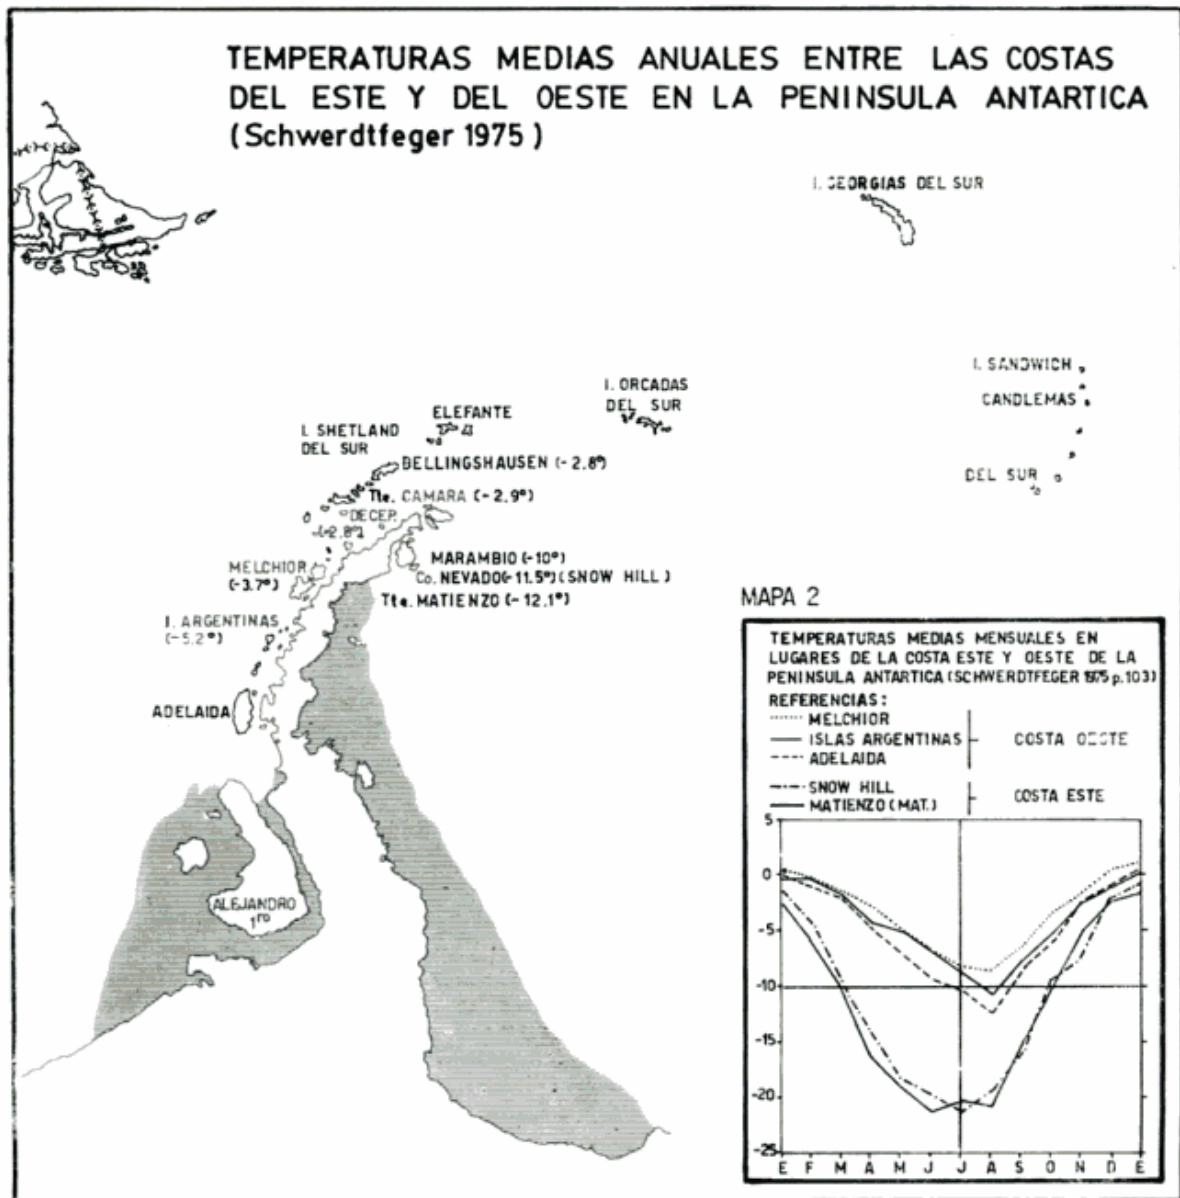 TEMPERATURAS MEDIAS ANUALES ENTRE LAS COSTAS
DEL ESTE Y DEL OESTE EN LA PENINSULA ANTARTICA
(Schwerdtfeger 1975)
I. GEORGIAS DEL SUR
I. SANDWICH
CANDLEMAS
DEL SUR
I. ORCADAS
DEL SUR
ELEFANTE
I. SHETLAND
DEL SUR
BELLINGSHAUSEN (-2.8°)
Tte. CAMARA (-2.9°)
DECEP.
(-2.8°)
MELCHIOR
(-3.7°)
MARAMBIO (-10°)
Co. NEVADO(-11.5°)(SNOW HILL)
Tte. MATIENZO (-12.1°)
I. ARGENTINAS
(-5.2°)
ADELAIDA
ALEJANDRO
1ro
MAPA 2
TEMPERATURAS MEDIAS MENSUALES EN
LUGARES DE LA COSTA ESTE Y OESTE DE LA
PENINSULA ANTARTICA (SCHWERDTFEGER 1975 p.103)
REFERENCIAS:
MELCHIOR
ISLAS ARGENTINAS
COSTA OESTE
ADELAIDA
SNOW HILL
COSTA ESTE
MATIENZO (MAT.)
5
0
-5
-10
-15
-20
-25
E F M A M J J A S O N D E